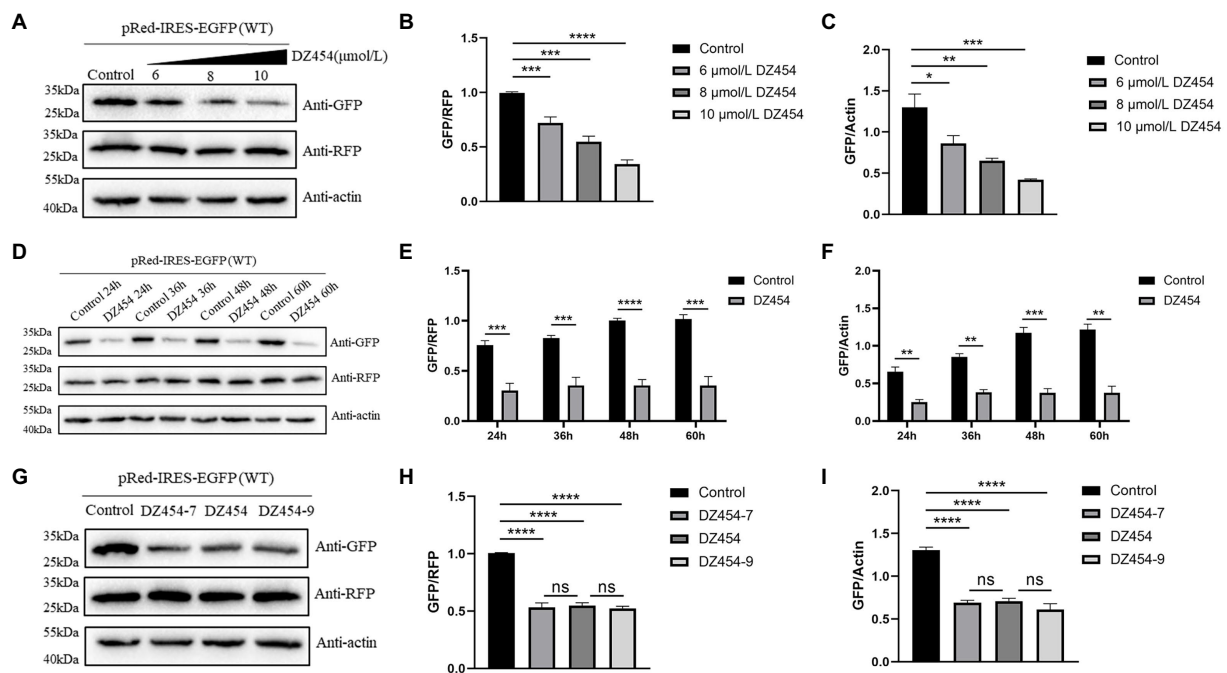 A
pRed-IRES-EGFP(WT)
DZ454(μmol/L)
Control 6 8 10
35kDa
25kDa
Anti-GFP
35kDa
25kDa
Anti-RFP
55kDa
40kDa
Anti-actin
B
GFP/RFP
1.5
1.0
0.5
0.0
****
***
***
Control
6 μmol/L DZ454
8 μmol/L DZ454
10 μmol/L DZ454
C
GFP/Actin
2.0
1.5
1.0
0.5
0.0
***
**
*
Control
6 μmol/L DZ454
8 μmol/L DZ454
10 μmol/L DZ454
D
pRed-IRES-EGFP(WT)
Control 24h
DZ454 24h
Control 36h
DZ454 36h
Control 48h
DZ454 48h
Control 60h
DZ454 60h
35kDa
25kDa
Anti-GFP
35kDa
25kDa
Anti-RFP
55kDa
40kDa
Anti-actin
E
GFP/RFP
1.5
1.0
0.5
0.0
*** *** **** ***
24h 36h 48h 60h
Control
DZ454
F
GFP/Actin
2.0
1.5
1.0
0.5
0.0
** ** *** **
24h 36h 48h 60h
Control
DZ454
G
pRed-IRES-EGFP(WT)
Control DZ454-7 DZ454 DZ454-9
35kDa
25kDa
Anti-GFP
35kDa
25kDa
Anti-RFP
55kDa
40kDa
Anti-actin
H
GFP/RFP
1.5
1.0
0.5
0.0
****
****
****
ns ns
Control
DZ454-7
DZ454
DZ454-9
I
GFP/Actin
2.0
1.5
1.0
0.5
0.0
****
****
****
ns ns
Control
DZ454-7
DZ454
DZ454-9